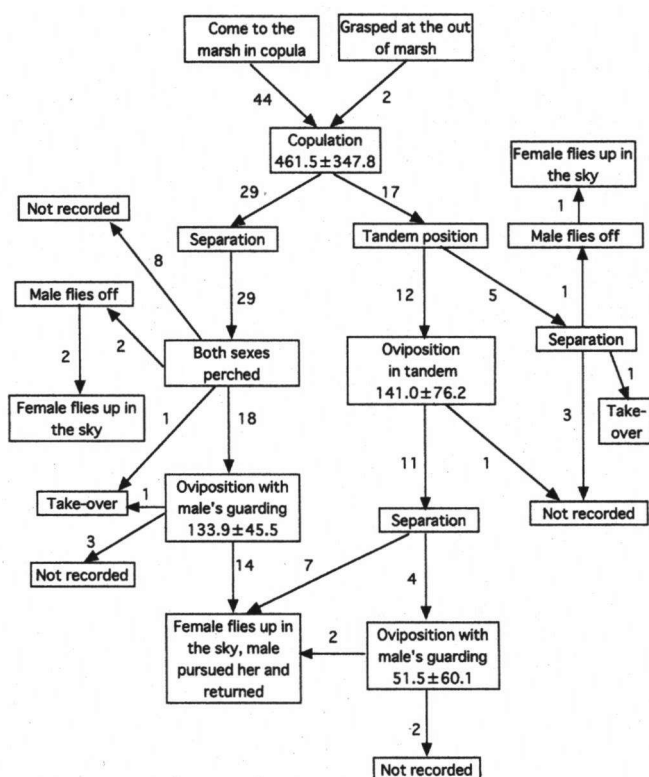 Come to the
marsh in copula
Grasped at the out
of marsh
44
2
Copulation
461.5±347.8
Female flies up in
the sky
29
17
1
Not recorded
Separation
Tandem position
Male flies off
8
29
12
5
1
Male flies off
2
2
Both sexes
perched
Oviposition
in tandem
141.0±76.2
Separation
1
Female flies up in
the sky
1
18
3
Take-
over
11
1
Take-over
1
Oviposition with
male's guarding
133.9±45.5
Separation
Not recorded
3
Not recorded
14
7
4
Female flies up in
the sky, male
pursued her and
returned
2
Oviposition with
male's guarding
51.5±60.1
2
Not recorded